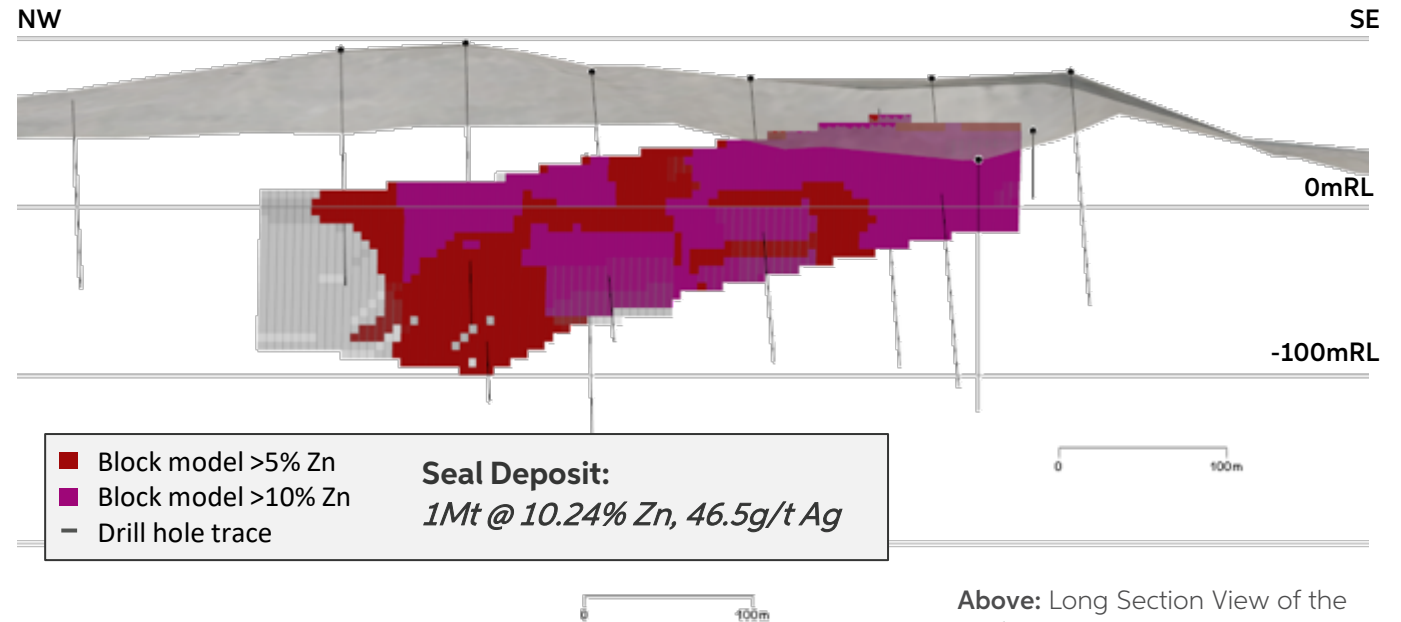 NW
SE
0mRL
-100mRL
0 100m
Block model >5% Zn
Block model >10% Zn
Drill hole trace
Seal Deposit:
1Mt @ 10.24% Zn, 46.5g/t Ag
0 100m
Above: Long Section View of the